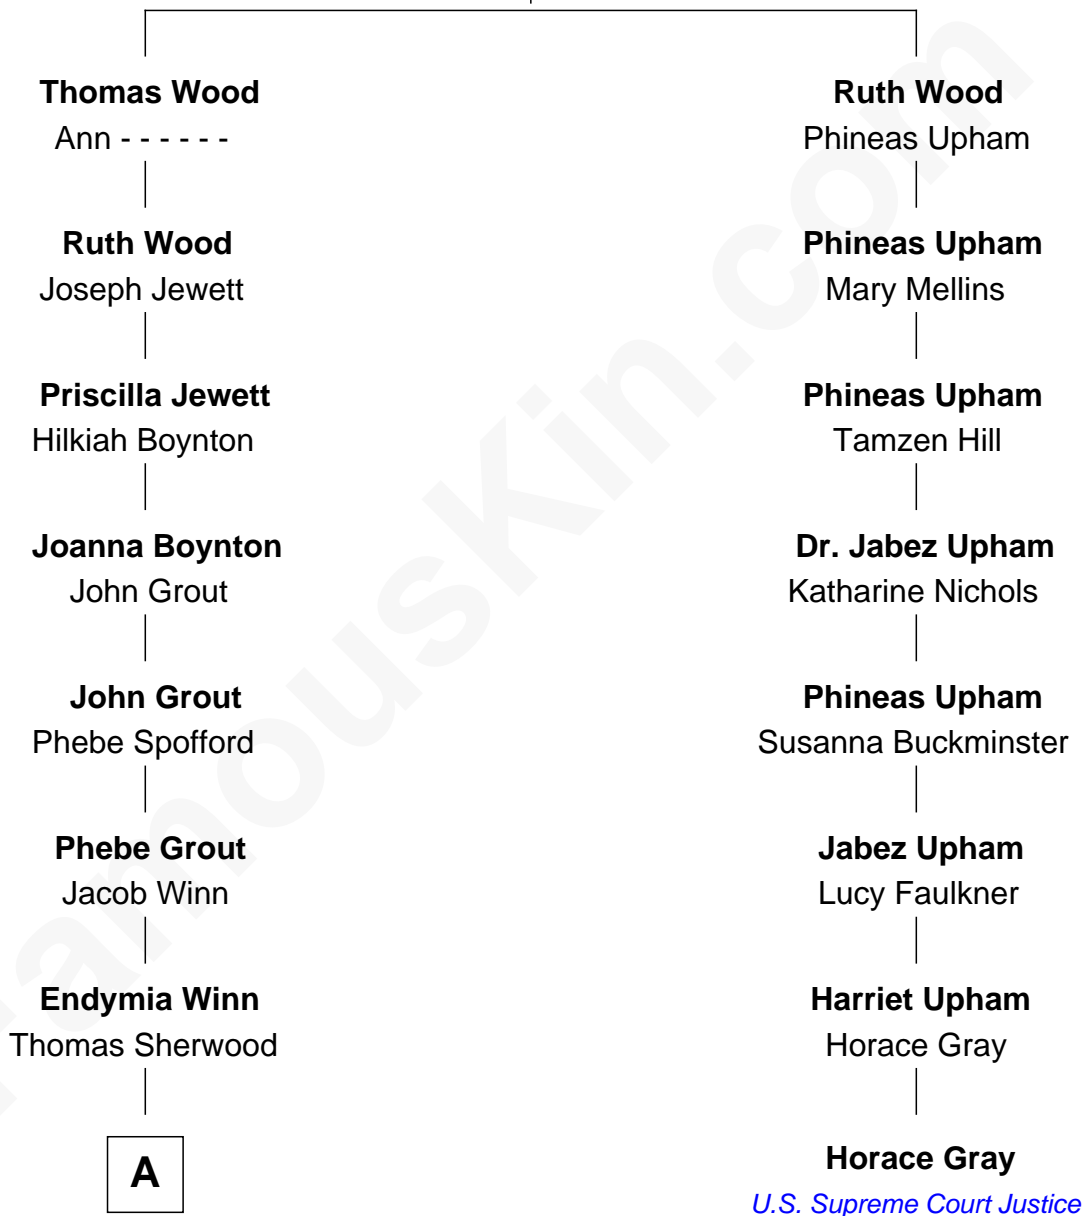 Thomas Wood
Ann - - - - - -
Ruth Wood
Phineas Upham
Ruth Wood
Joseph Jewett
Phineas Upham
Mary Mellins
Priscilla Jewett
Hilkiah Boynton
Phineas Upham
Tamzen Hill
Joanna Boynton
John Grout
Dr. Jabez Upham
Katharine Nichols
John Grout
Phebe Spofford
Phineas Upham
Susanna Buckminster
Phebe Grout
Jacob Winn
Jabez Upham
Lucy Faulkner
Endymia Winn
Thomas Sherwood
Harriet Upham
Horace Gray
A
Horace Gray
U.S. Supreme Court Justice
FamousKin.com